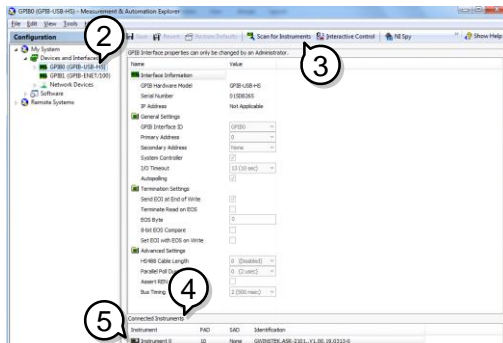 GPIB0 (GPIB-USB-HS) - Measurement & Automation Explorer
File Edit View Tools
Configuration
My System
Devices and Interfaces
GPIB0 (GPIB-USB-HS)
GPIB1 (GPIB-ENET/100)
Network Devices
Software
Remote Systems
2
Save Revert Restore Defaults Scan for Instruments Interactive Control NI Spy Show Help
3
GPIB Interface properties can only be changed by an Administrator.
Name Value
Interface Information
GPIB Hardware Model GPIB-USB-HS
Serial Number 015D8265
IP Address Not Applicable
General Settings
GPIB Interface ID GPIB0
Primary Address 0
Secondary Address None
System Controller
I/O Timeout 13 (10 sec)
Autopolling
Termination Settings
Send EOI at End of Write
Terminate Read on EOS
EOS Byte 0
8-bit EOS Compare
Set EOI with EOS on Write
Advanced Settings
HS488 Cable Length 0 (Disabled)
Parallel Poll 0 (2 usec)
Assert REN
Bus Timing 2 (500 nsec)
4
Connected Instruments
5
Instrument PAD SAD Identification
Instrument 0 10 None